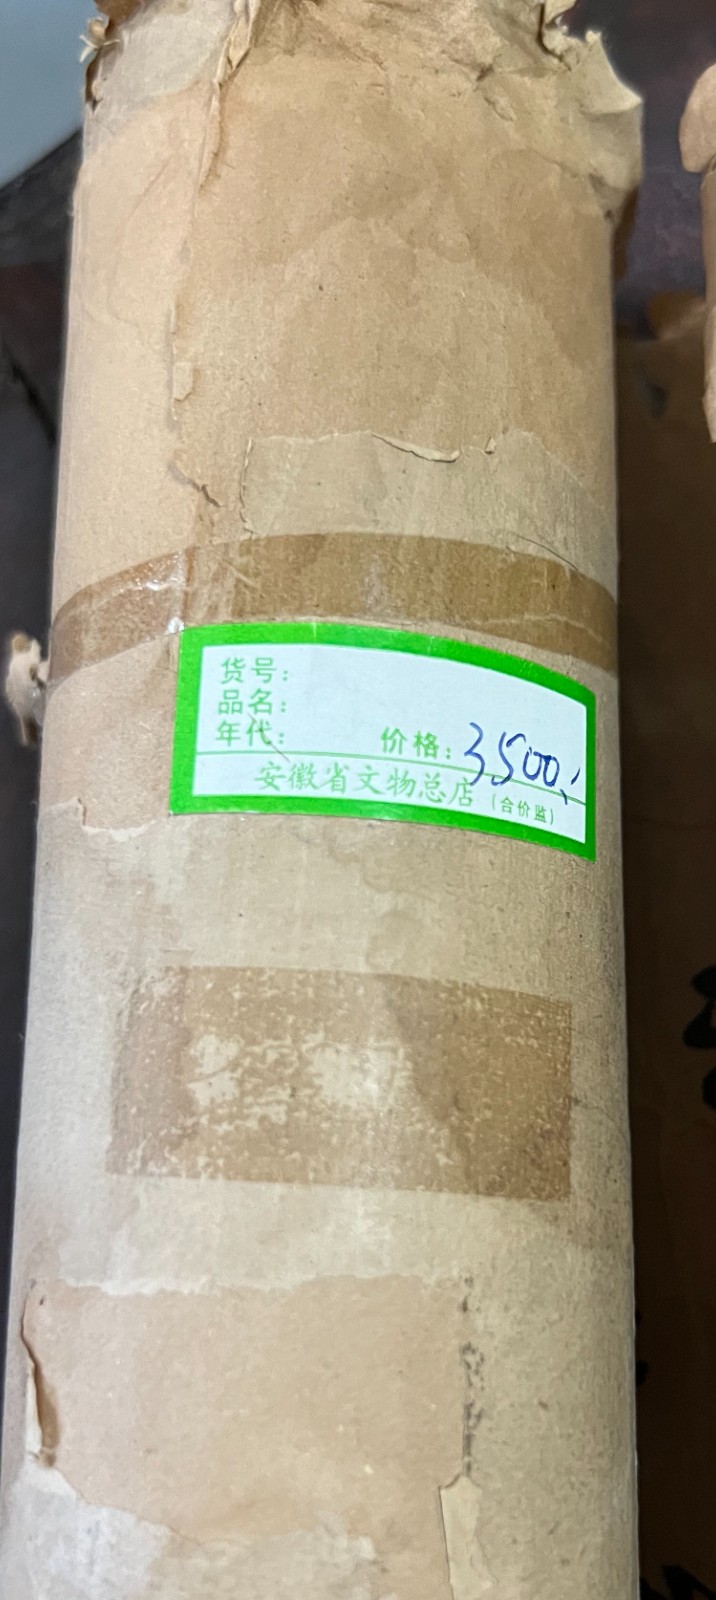 货号:
品名:
年代: 价格: 3500.
安徽省文物总店 (合价监)